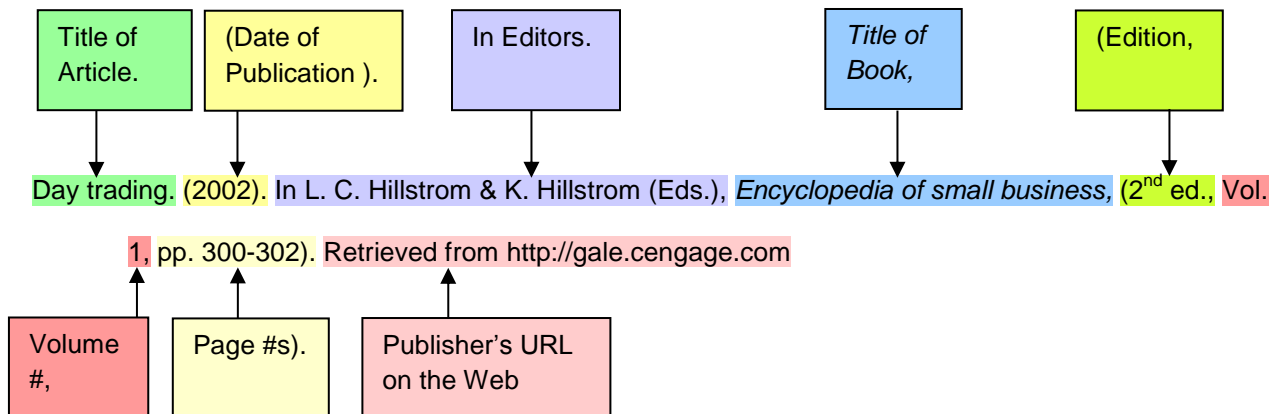 Title of
Article.
(Date of
Publication ).
In Editors.
Title of
Book,
(Edition,
Day trading. (2002). In L. C. Hillstrom & K. Hillstrom (Eds.), Encyclopedia of small business, (2nd ed., Vol.
1, pp. 300-302). Retrieved from http://gale.cengage.com
Volume
#,
Page #s).
Publisher’s URL
on the Web